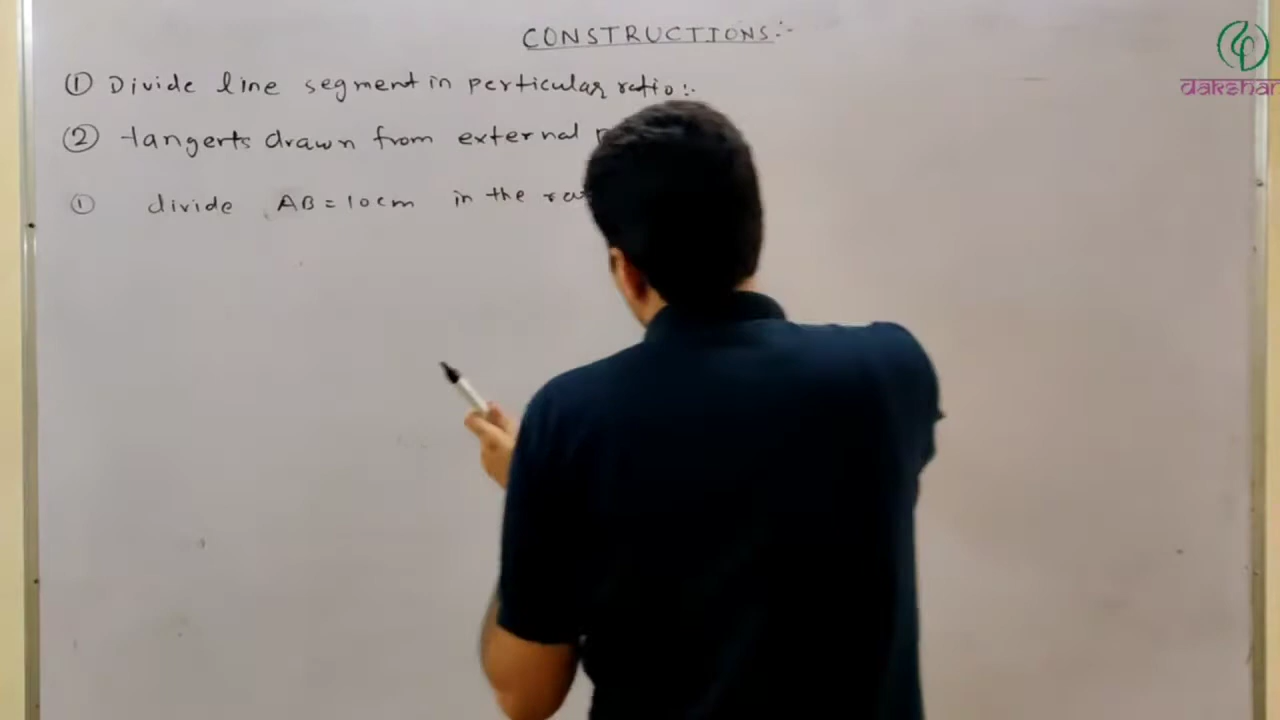 CONSTRUCTIONS:-
① Divide line segment in perticular ratio:.
② tangerts drawn from external
① divide AB = 10cm in the
dakshar